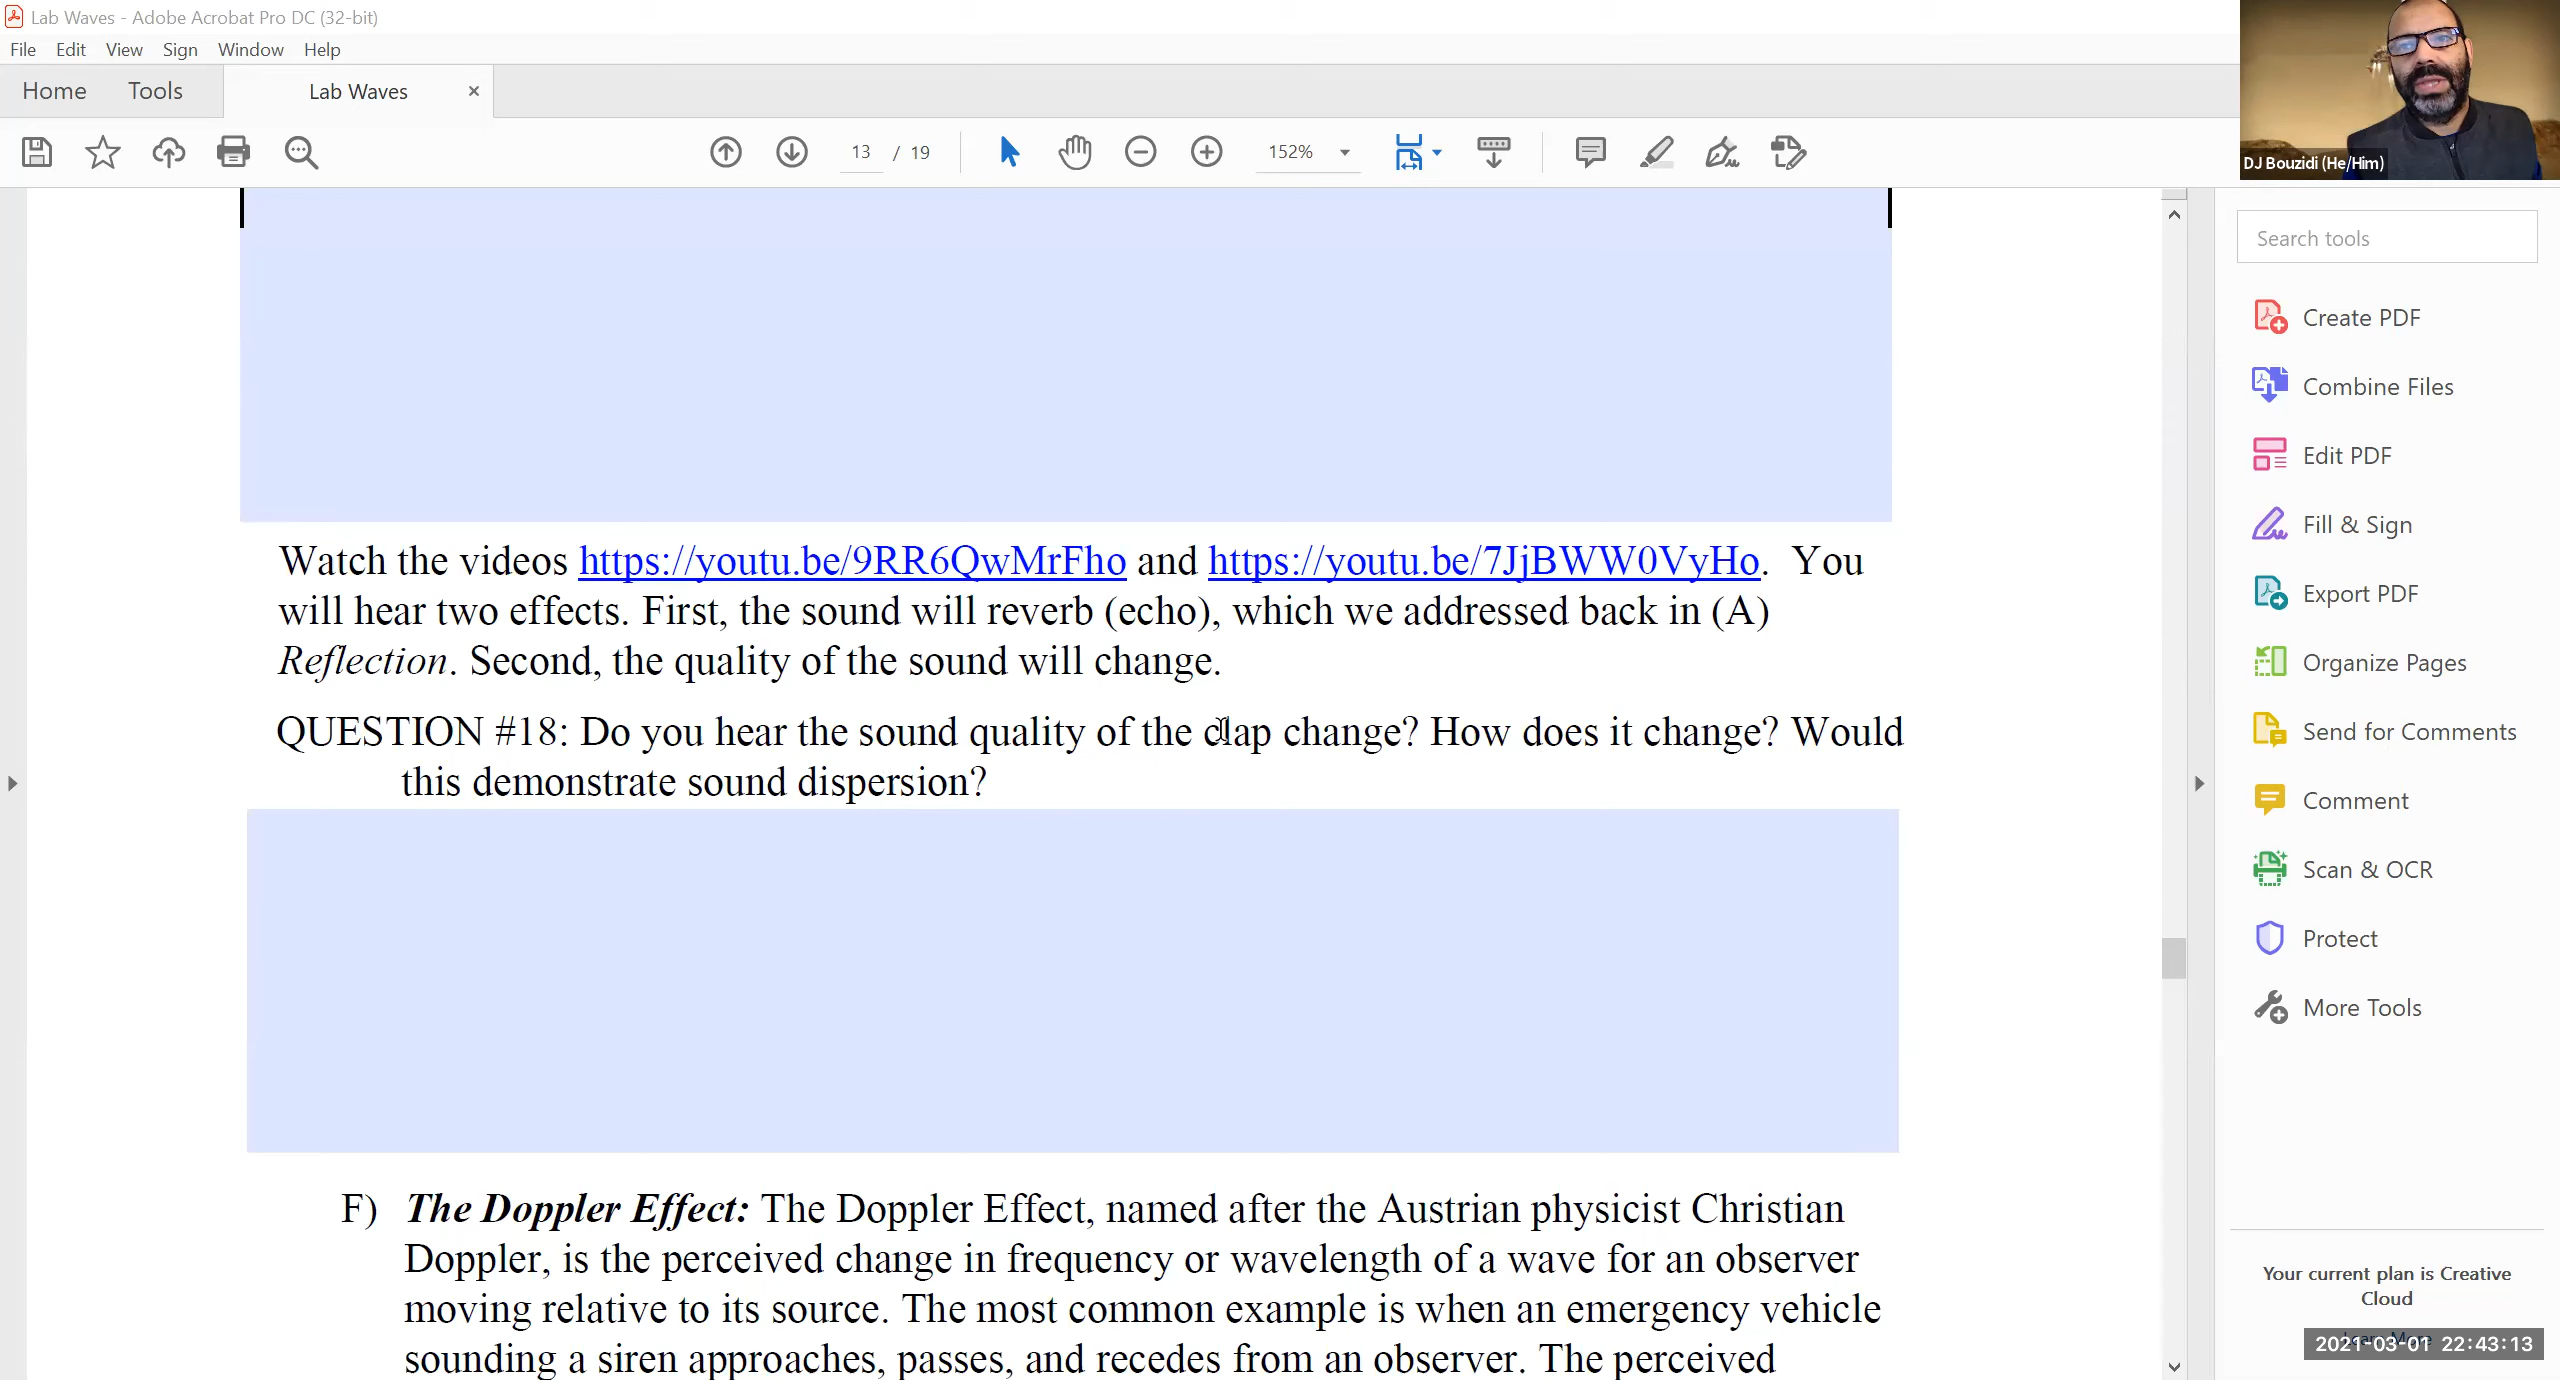 Lab Waves - Adobe Acrobat Pro DC (32-bit)
File Edit View Sign Window Help
Home Tools Lab Waves ×
13 / 19 152%
DJ Bouzidi (He/Him)
Watch the videos https://youtu.be/9RR6QwMrFho and https://youtu.be/7JjBWW0VyHo. You
will hear two effects. First, the sound will reverb (echo), which we addressed back in (A)
Reflection. Second, the quality of the sound will change.
QUESTION #18: Do you hear the sound quality of the clap change? How does it change? Would
this demonstrate sound dispersion?
F) The Doppler Effect: The Doppler Effect, named after the Austrian physicist Christian
Doppler, is the perceived change in frequency or wavelength of a wave for an observer
moving relative to its source. The most common example is when an emergency vehicle
sounding a siren approaches, passes, and recedes from an observer. The perceived
Search tools
Create PDF
Combine Files
Edit PDF
Fill & Sign
Export PDF
Organize Pages
Send for Comments
Comment
Scan & OCR
Protect
More Tools
Your current plan is Creative
Cloud
2021-03-01 22:43:13